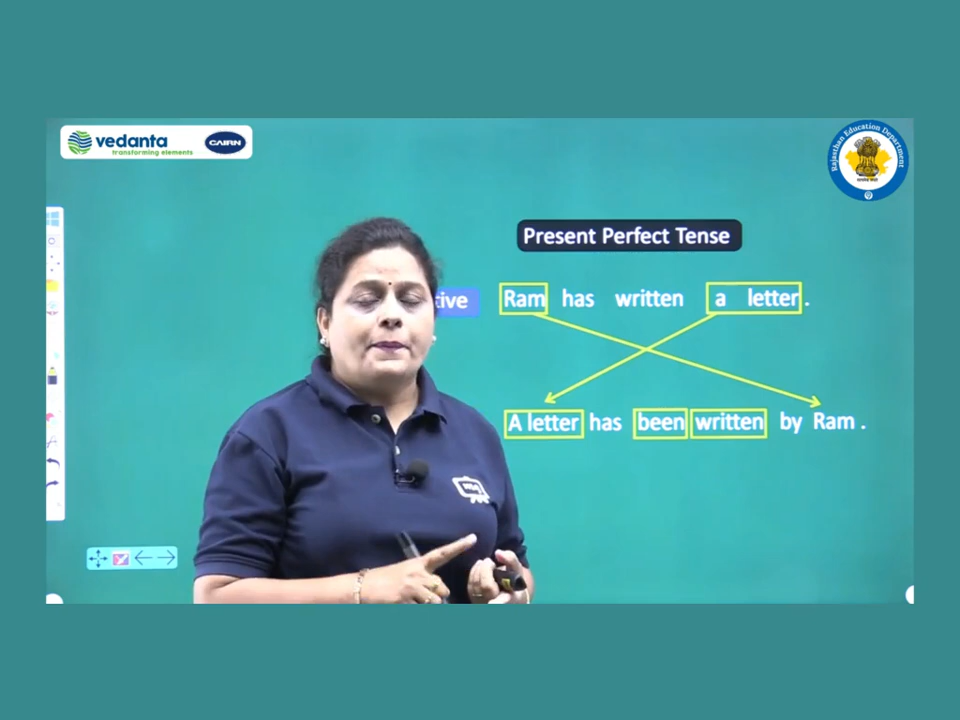 vedanta
transforming elements
CAIRN
Rajasthan Education Department
Present Perfect Tense
tive Ram has written a letter .
A letter has been written by Ram .